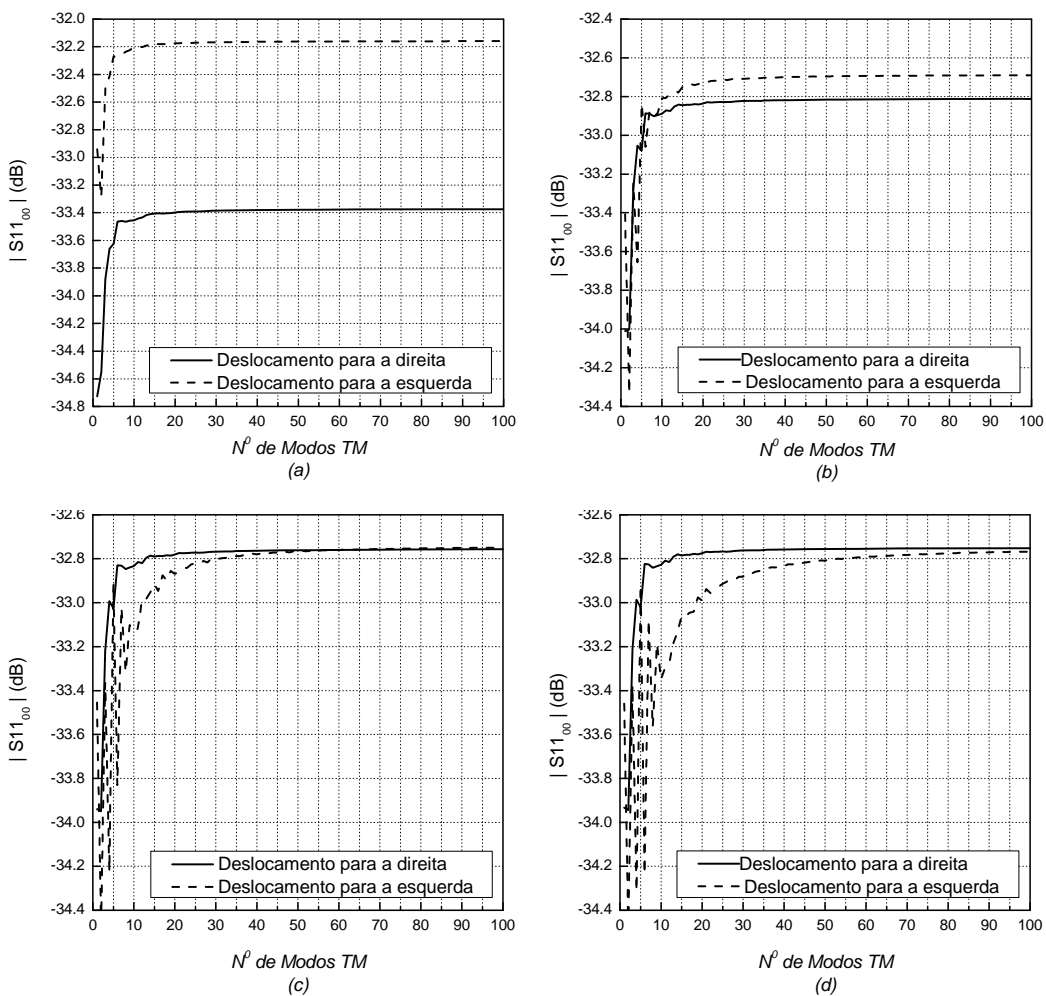 -32.0
-32.2
-32.4
-32.6
-32.8
-33.0
-33.2
-33.4
-33.6
-33.8
-34.0
-34.2
-34.4
-34.6
-34.8
| S11₀₀ | (dB)
Deslocamento para a direita
Deslocamento para a esquerda
0 10 20 30 40 50 60 70 80 90 100
N⁰ de Modos TM
(a)
-32.4
-32.6
-32.8
-33.0
-33.2
-33.4
-33.6
-33.8
-34.0
-34.2
-34.4
| S11₀₀ | (dB)
Deslocamento para a direita
Deslocamento para a esquerda
0 10 20 30 40 50 60 70 80 90 100
N⁰ de Modos TM
(b)
-32.6
-32.8
-33.0
-33.2
-33.4
-33.6
-33.8
-34.0
-34.2
-34.4
| S11₀₀ | (dB)
Deslocamento para a direita
Deslocamento para a esquerda
0 10 20 30 40 50 60 70 80 90 100
N⁰ de Modos TM
(c)
-32.6
-32.8
-33.0
-33.2
-33.4
-33.6
-33.8
-34.0
-34.2
-34.4
| S11₀₀ | (dB)
Deslocamento para a direita
Deslocamento para a esquerda
0 10 20 30 40 50 60 70 80 90 100
N⁰ de Modos TM
(d)